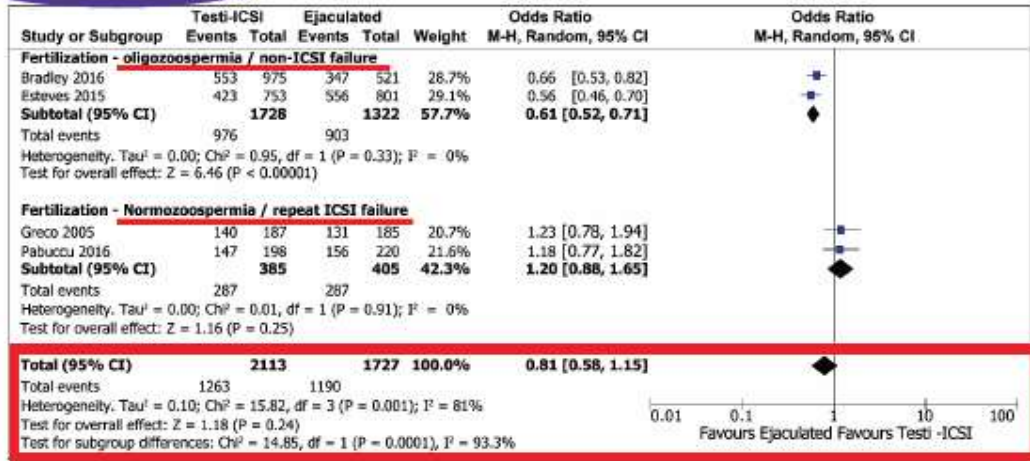 Testi-ICSI Ejaculated Odds Ratio Odds Ratio
Study or Subgroup Events Total Events Total Weight M-H, Random, 95% CI M-H, Random, 95% CI
Fertilization - oligozoospermia / non-ICSI failure
Bradley 2016 553 975 347 521 28.7% 0.66 [0.53, 0.82]
Esteves 2015 423 753 556 801 29.1% 0.56 [0.46, 0.70]
Subtotal (95% CI) 1728 1322 57.7% 0.61 [0.52, 0.71]
Total events 976 903
Heterogeneity. Tau² = 0.00; Chi² = 0.95, df = 1 (P = 0.33); I² = 0%
Test for overall effect: Z = 6.46 (P < 0.00001)
Fertilization - Normozoospermia / repeat ICSI failure
Greco 2005 140 187 131 185 20.7% 1.23 [0.78, 1.94]
Pabuccu 2016 147 198 156 220 21.6% 1.18 [0.77, 1.82]
Subtotal (95% CI) 385 405 42.3% 1.20 [0.88, 1.65]
Total events 287 287
Heterogeneity. Tau² = 0.00; Chi² = 0.01, df = 1 (P = 0.91); I² = 0%
Test for overall effect: Z = 1.16 (P = 0.25)
Total (95% CI) 2113 1727 100.0% 0.81 [0.58, 1.15]
Total events 1263 1190
Heterogeneity. Tau² = 0.10; Chi² = 15.82, df = 3 (P = 0.001); I² = 81%
Test for overrall effect: Z = 1.18 (P = 0.24)
Test for subgroup differences: Chi² = 14.85, df = 1 (P = 0.0001), I² = 93.3%
0.01 0.1 1 10 100
Favours Ejaculated Favours Testi -ICSI